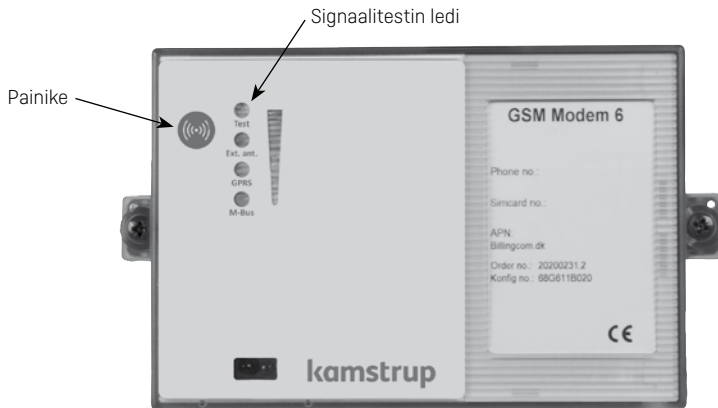 Signaalitestin ledi
Painike
Test
Ext. ant.
GPRS
M-Bus
kamstrup
GSM Modem 6
Phone no.:
Simcard no.:
APN:
Billingcom.dk
Order no.: 20200231.2
Konfig no.: 68G611B020
CE